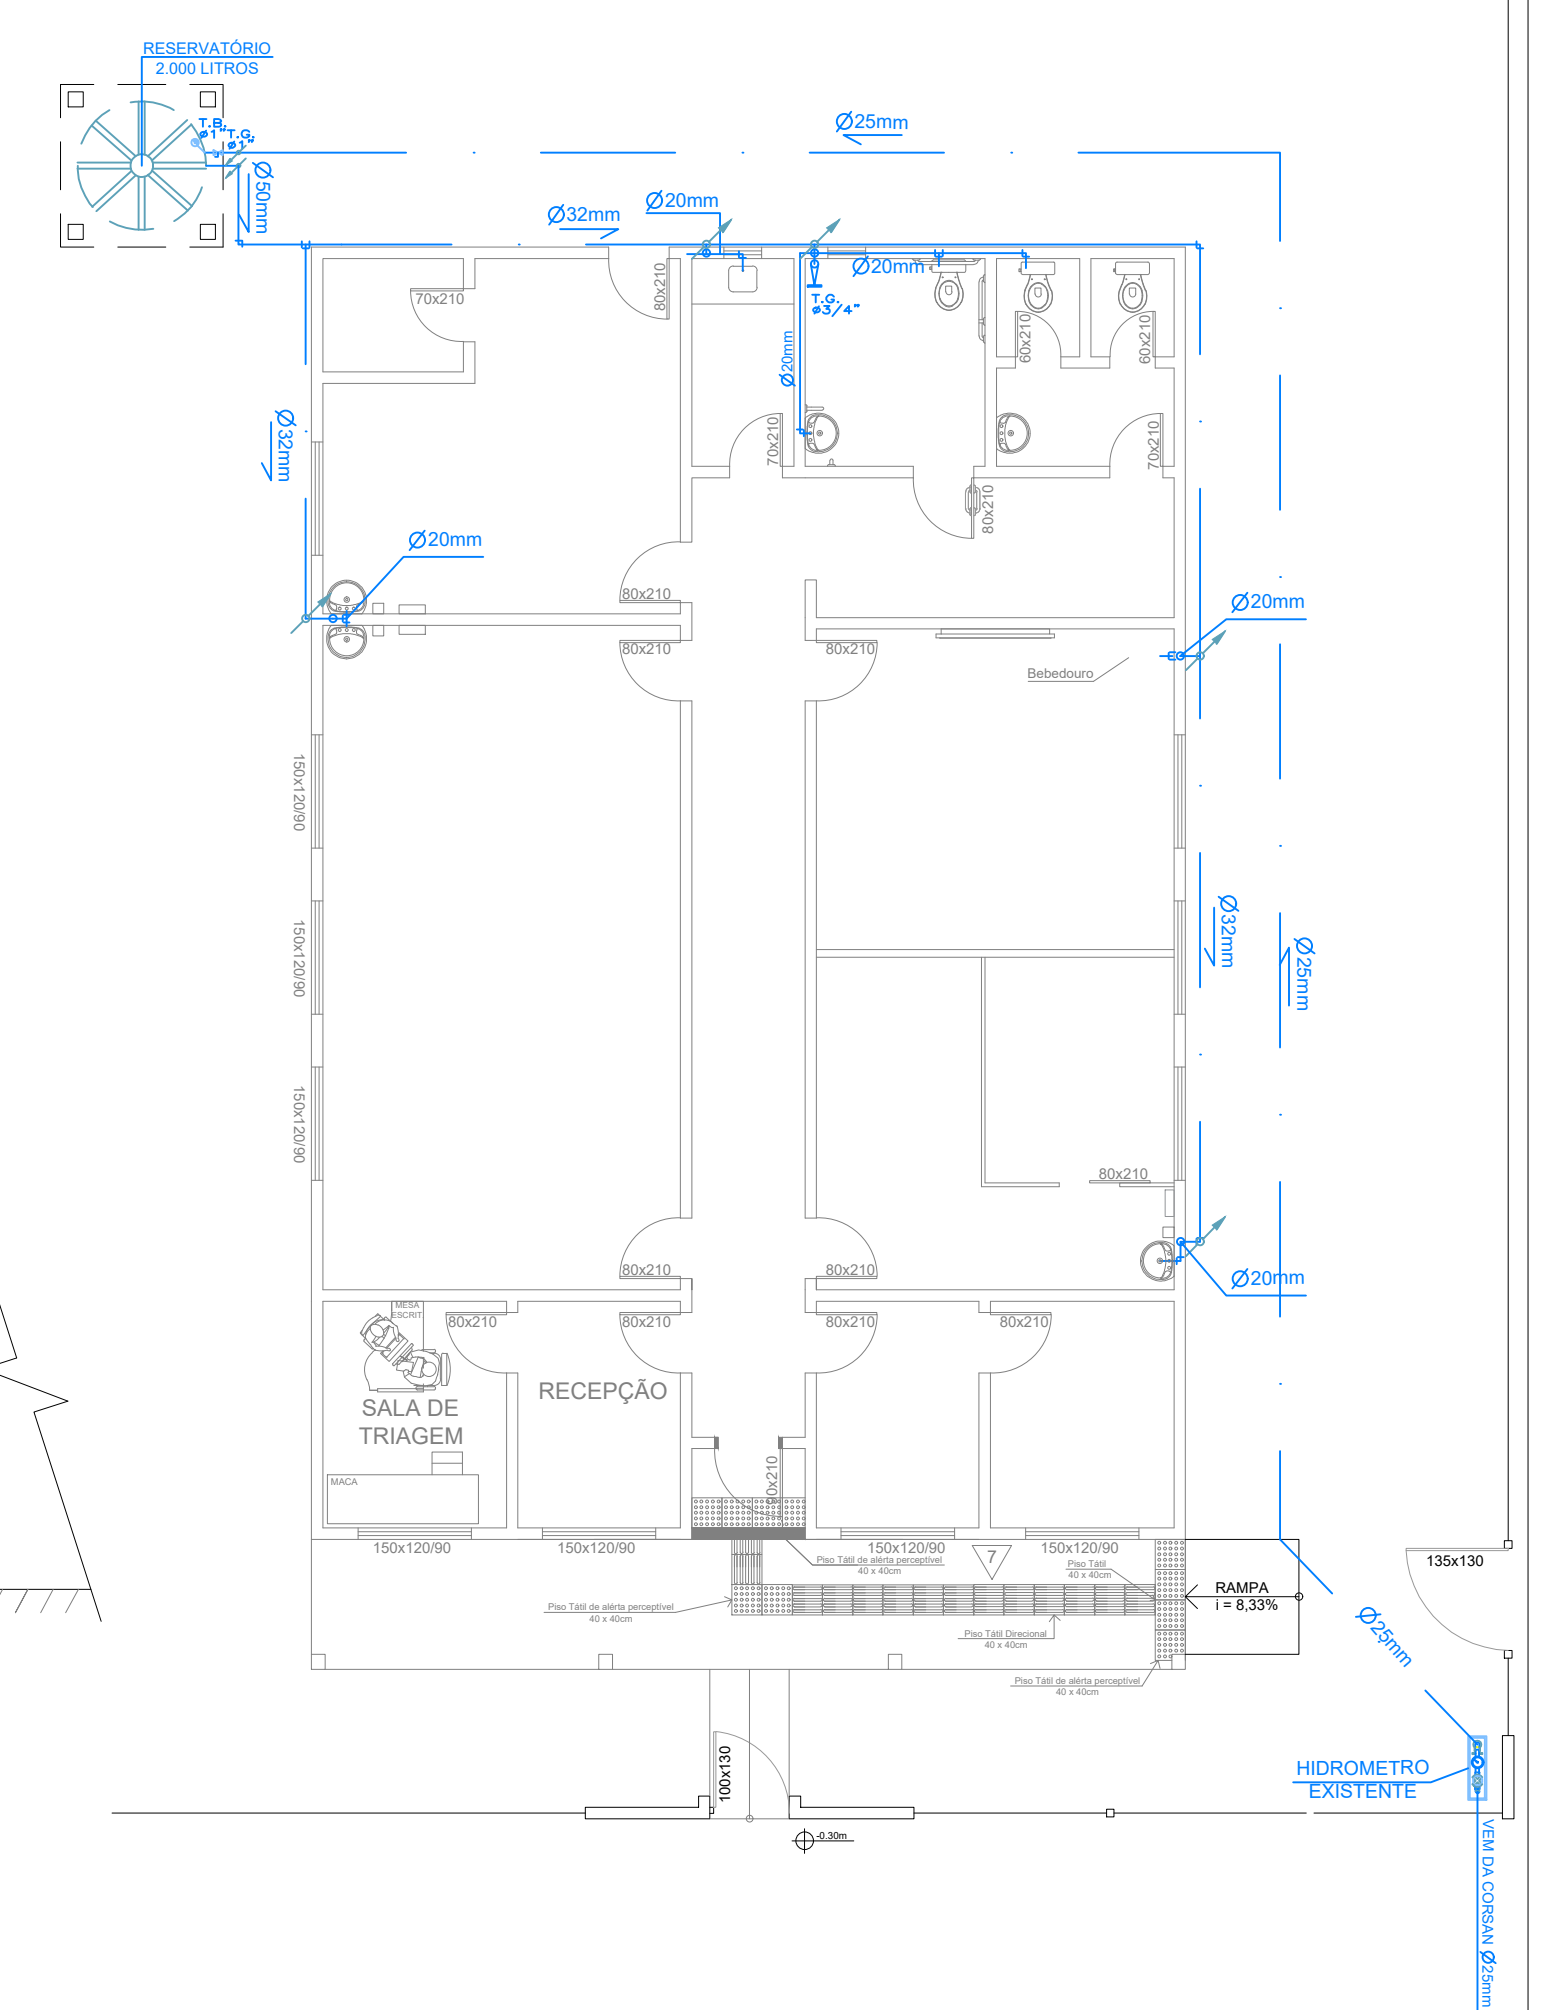 RESERVATÓRIO
2.000 LITROS
T.B.
ø1"
T.G.
ø1"
Ø50mm
Ø25mm
Ø32mm
Ø20mm
Ø20mm
T.G.
ø3/4"
Ø20mm
70x210
80x210
60x210
60x210
70x210
70x210
80x210
Ø32mm
Ø20mm
80x210
80x210
80x210
Ø20mm
Bebedouro
150x120/90
150x120/90
150x120/90
Ø32mm
Ø25mm
80x210
80x210
80x210
Ø20mm
MESA
ESCRIT.
80x210
80x210
80x210
80x210
RECEPÇÃO
SALA DE
TRIAGEM
MACA
90x210
150x120/90
150x120/90
150x120/90
150x120/90
7
Piso Tátil de alérta perceptível
40 x 40cm
Piso Tátil
40 x 40cm
135x130
RAMPA
i = 8,33%
Piso Tátil de alérta perceptível
40 x 40cm
Piso Tátil Direcional
40 x 40cm
Ø25mm
Piso Tátil de alérta perceptível
40 x 40cm
100x130
HIDROMETRO
EXISTENTE
-0.30m
VEM DA CORSAN Ø25mm